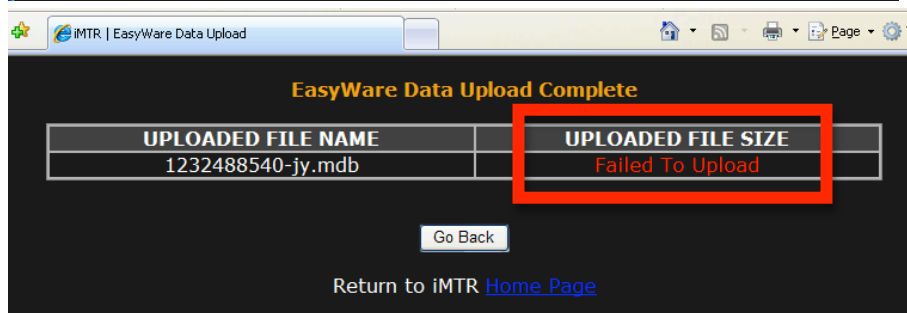 iMTR | EasyWare Data Upload
Page
EasyWare Data Upload Complete
UPLOADED FILE NAME UPLOADED FILE SIZE
1232488540-jy.mdb Failed To Upload
Go Back
Return to iMTR Home Page